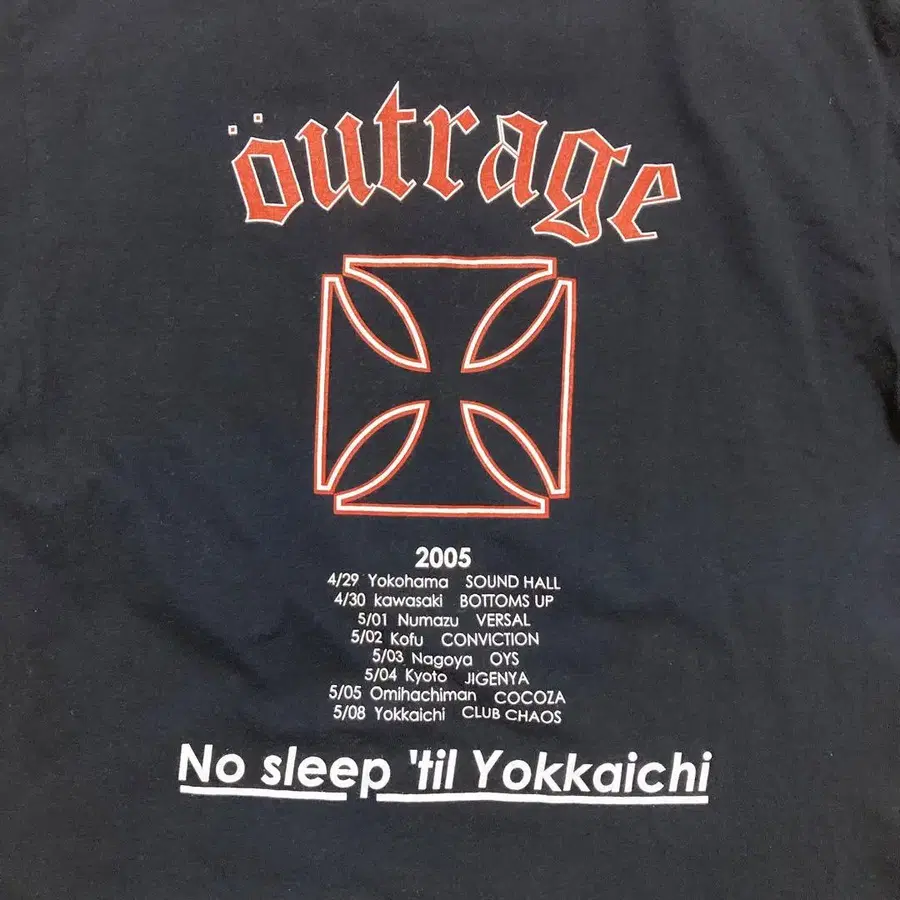 öutrage
2005
4/29 Yokohama SOUND HALL
4/30 kawasaki BOTTOMS UP
5/01 Numazu VERSAL
5/02 Kofu CONVICTION
5/03 Nagoya OYS
5/04 Kyoto JIGENYA
5/05 Omihachiman COCOZA
5/08 Yokkaichi CLUB CHAOS
No sleep 'til Yokkaichi